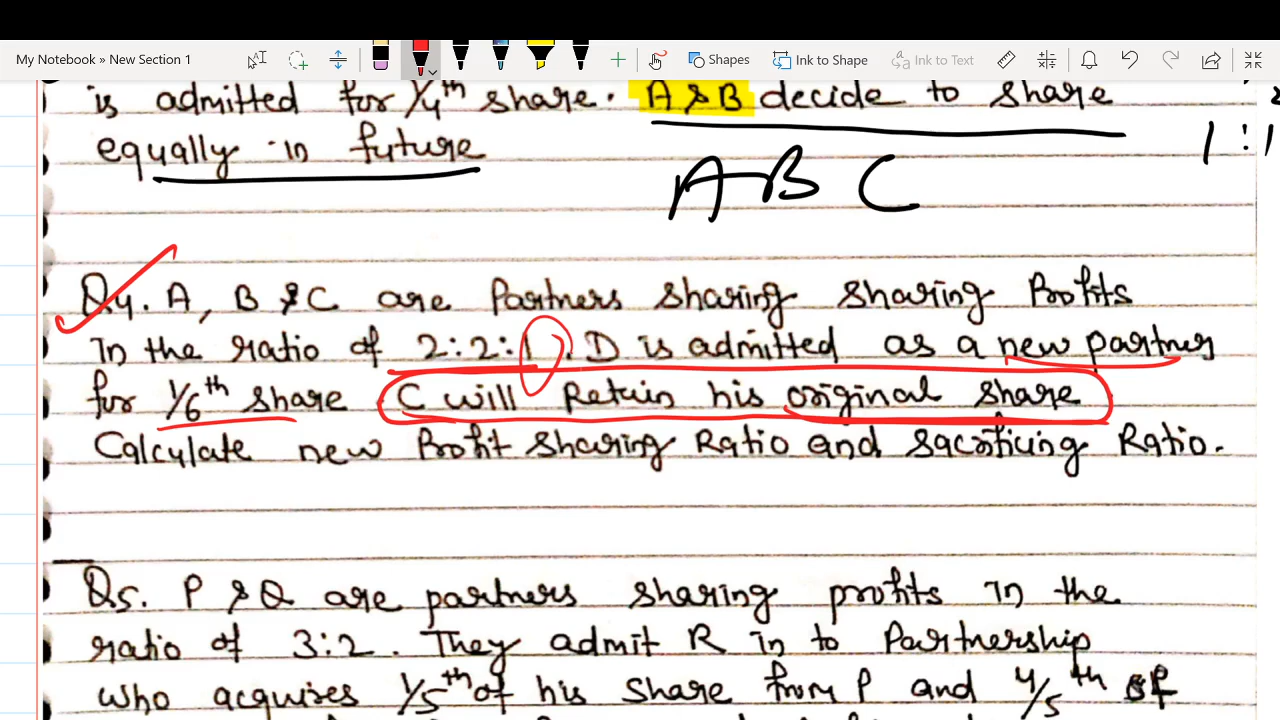 My Notebook » New Section 1
Shapes Ink to Shape Ink to Text
is admitted for 1/4th share. A & B decide to share
equally in future
1:1
A B C
Q4. A, B & C are Partners sharing sharing Profits
In the ratio of 2:2:1. D is admitted as a new partner
for 1/6th share C will Retain his original share
Calculate new Profit sharing Ratio and sacrificing Ratio.
Q5. P & Q are partners sharing profits in the
ratio of 3:2. They admit R in to Partnership
who acquires 1/5th of his share from P and 4/5th